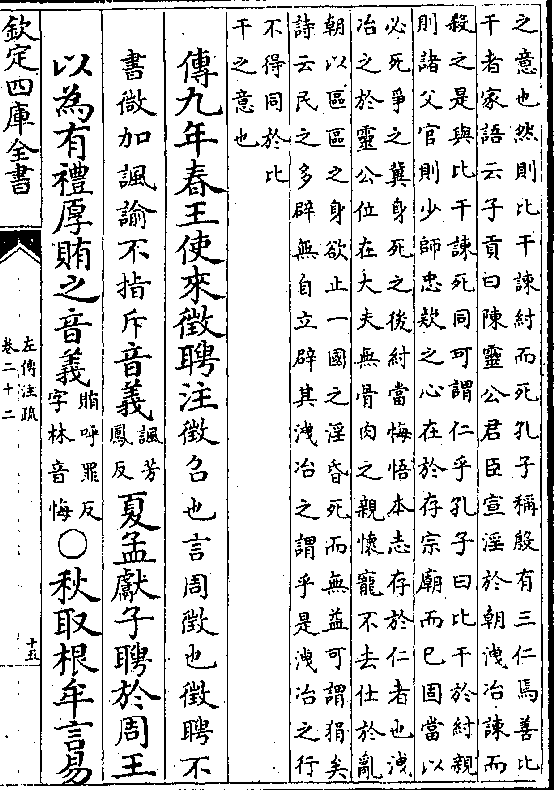 之意也然則比干諫紂而死孔子稱殷有三仁焉善比
干者家語云子貢曰陳靈公君臣宣淫於朝洩冶諫而
殺之是與比干諫死同可謂仁乎孔子曰比干於紂親
則諸父官則少師忠款之心在於存宗廟而已固當以
必死爭之冀身死之後紂當悔悟本志存於仁者也洩
冶之於靈公位在大夫無骨肉之親懷寵不去仕於亂
朝以區區之身欲止一國之淫昏死而無益可謂狷矣
詩云民之多辟無自立辟其洩冶之謂乎是洩冶之行
不得同於比
干之意也
傳九年春王使來徵聘注徵召也言周徵也徵聘不
書微加諷諭不指斥音義諷芳
鳳反
夏孟獻子聘於周王
以為有禮厚賄之音義賄呼罪反
字林音悔
○秋取根牟言易
欽定四庫全書
左傳注疏
卷二十二
十五